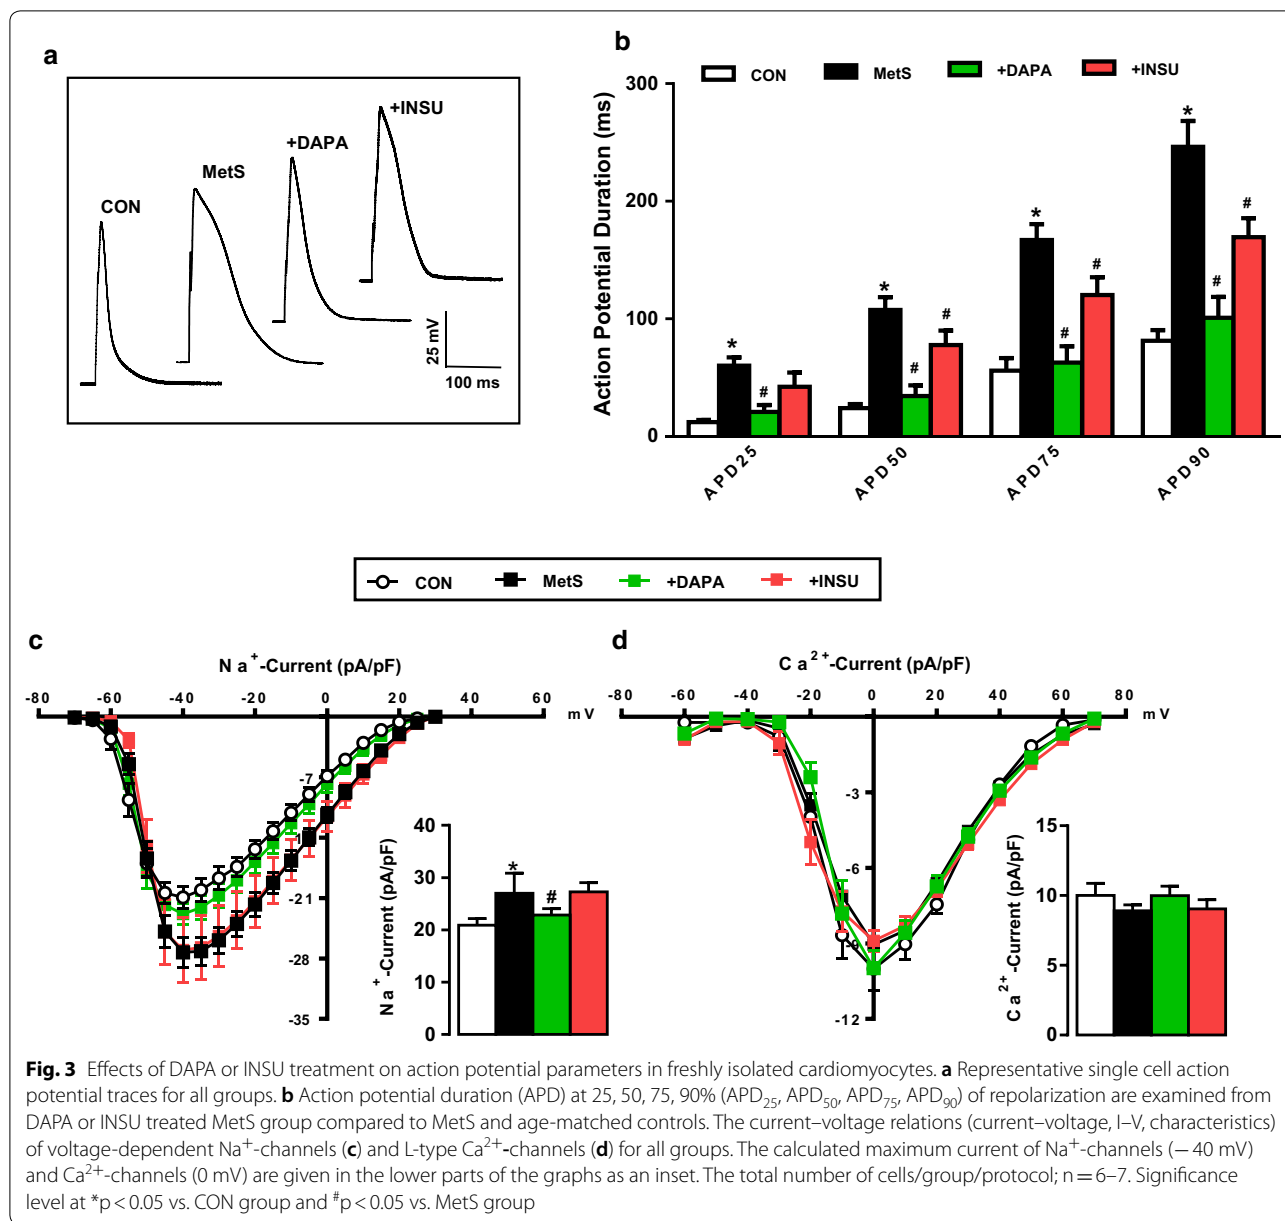 a
CON
MetS
+DAPA
+INSU
25 mV
100 ms
b
CON MetS +DAPA +INSU
Action Potential Duration (ms)
300
200
100
0
* # * # # * # # * # #
APD25 APD50 APD75 APD90
CON MetS +DAPA +INSU
c
Na+-Current (pA/pF)
-80 -60 -40 -20 0 20 40 60 mV
-7
-21
-28
-35
Na+-Current (pA/pF)
40
30
20
10
0
* #
d
Ca2+-Current (pA/pF)
-80 -60 -40 -20 0 20 40 60 80 mV
-3
-6
-9
-12
Ca2+-Current (pA/pF)
15
10
5
0
Fig. 3 Effects of DAPA or INSU treatment on action potential parameters in freshly isolated cardiomyocytes. a Representative single cell action
potential traces for all groups. b Action potential duration (APD) at 25, 50, 75, 90% (APD25, APD50, APD75, APD90) of repolarization are examined from
DAPA or INSU treated MetS group compared to MetS and age-matched controls. The current–voltage relations (current–voltage, I–V, characteristics)
of voltage-dependent Na+-channels (c) and L-type Ca2+-channels (d) for all groups. The calculated maximum current of Na+-channels (− 40 mV)
and Ca2+-channels (0 mV) are given in the lower parts of the graphs as an inset. The total number of cells/group/protocol; n = 6–7. Significance
level at *p < 0.05 vs. CON group and #p < 0.05 vs. MetS group